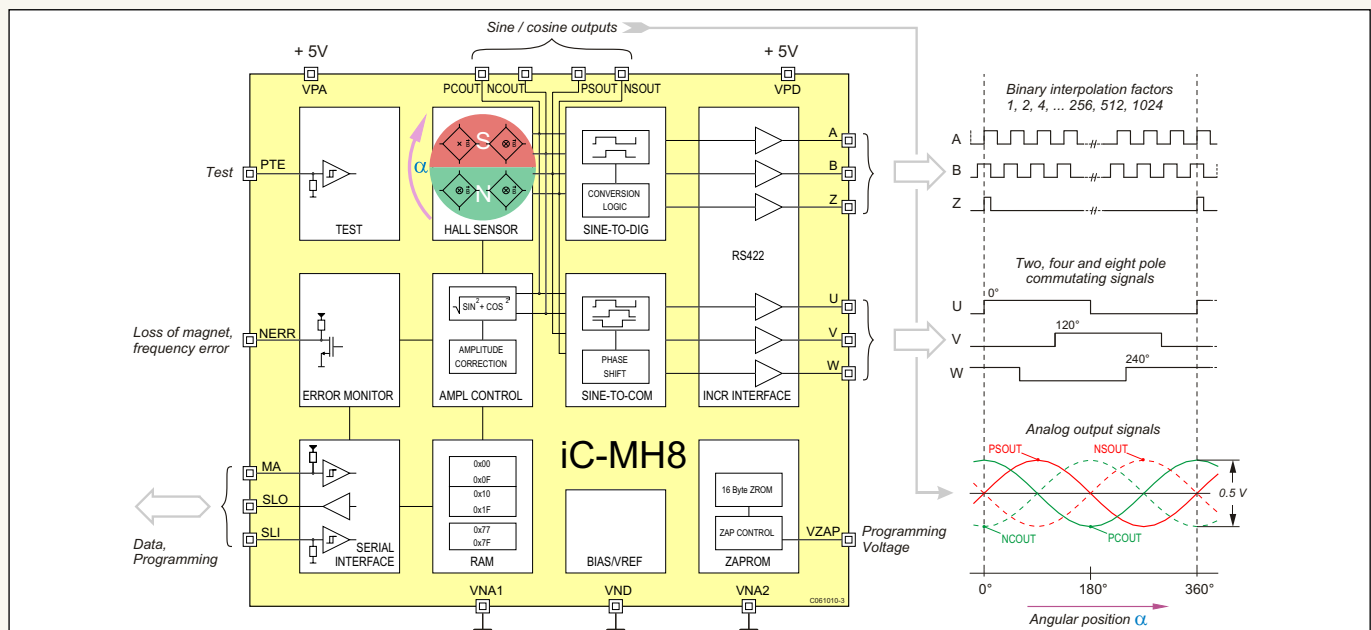 Sine / cosine outputs
+ 5V
+ 5V
VPA
PCOUT NCOUT
PSOUT NSOUT
VPD
Test
PTE
TEST
S
N
α
HALL SENSOR
CONVERSION
LOGIC
SINE-TO-DIG
A
B
Z
RS422
Loss of magnet,
frequency error
NERR
ERROR MONITOR
SIN² + COS²
AMPLITUDE
CORRECTION
AMPL CONTROL
PHASE
SHIFT
SINE-TO-COM
INCR INTERFACE
U
V
W
iC-MH8
MA
SLO
SLI
Data,
Programming
SERIAL
INTERFACE
0x00
0x0F
0x10
0x1F
0x77
0x7F
RAM
BIAS/VREF
16 Byte ZROM
ZAP CONTROL
ZAPROM
VZAP
Programming
Voltage
VNA1
VND
VNA2
C061010-3
Binary interpolation factors
1, 2, 4, ... 256, 512, 1024
A
B
Z
Two, four and eight pole
commutating signals
U
0°
V
120°
W
240°
Analog output signals
PSOUT
NSOUT
0.5 V
NCOUT
PCOUT
0°
180°
360°
Angular position α